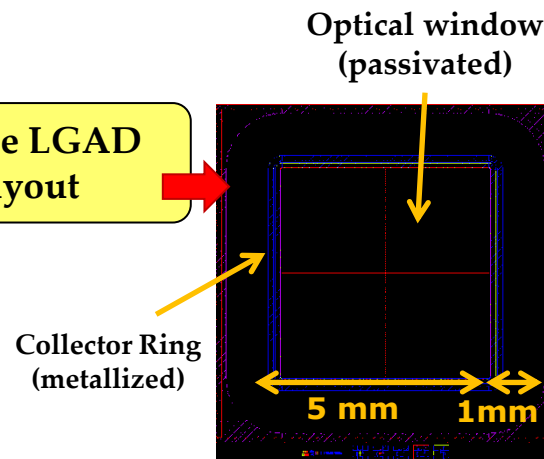 Optical window
(passivated)
e LGAD
yout
Collector Ring
(metallized)
5 mm
1mm